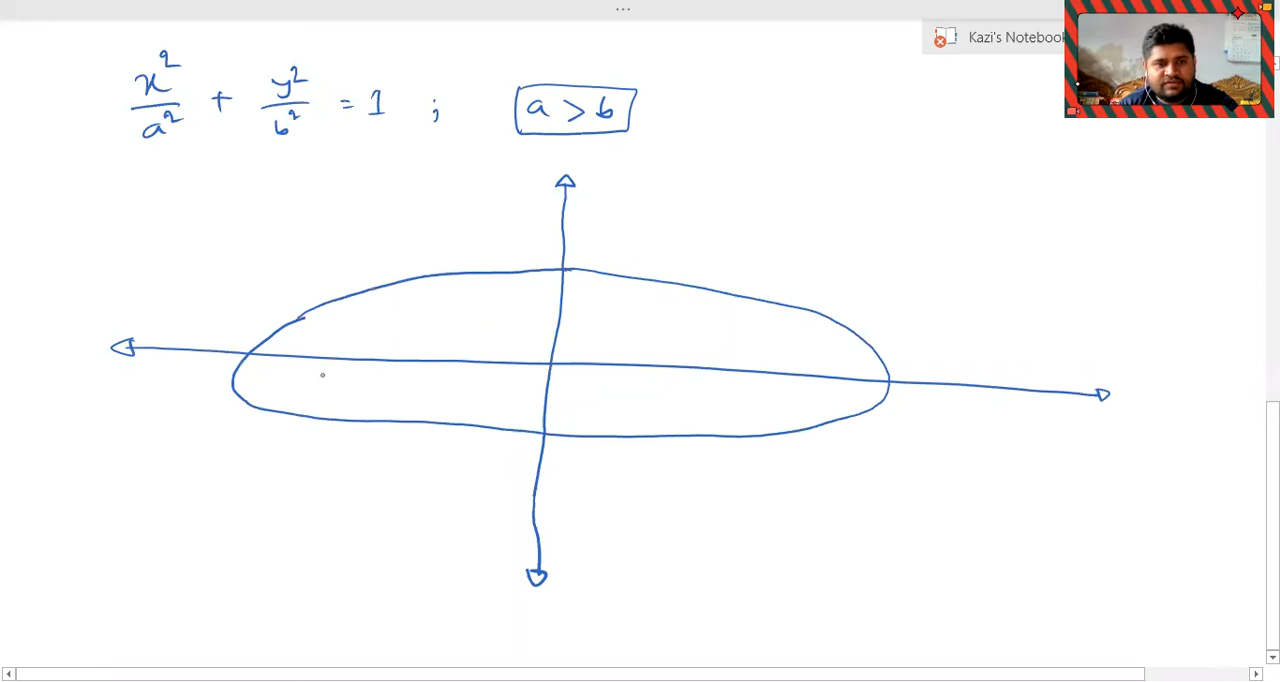 x²/a² + y²/b² = 1 ; a > b
Kazi's Notebook